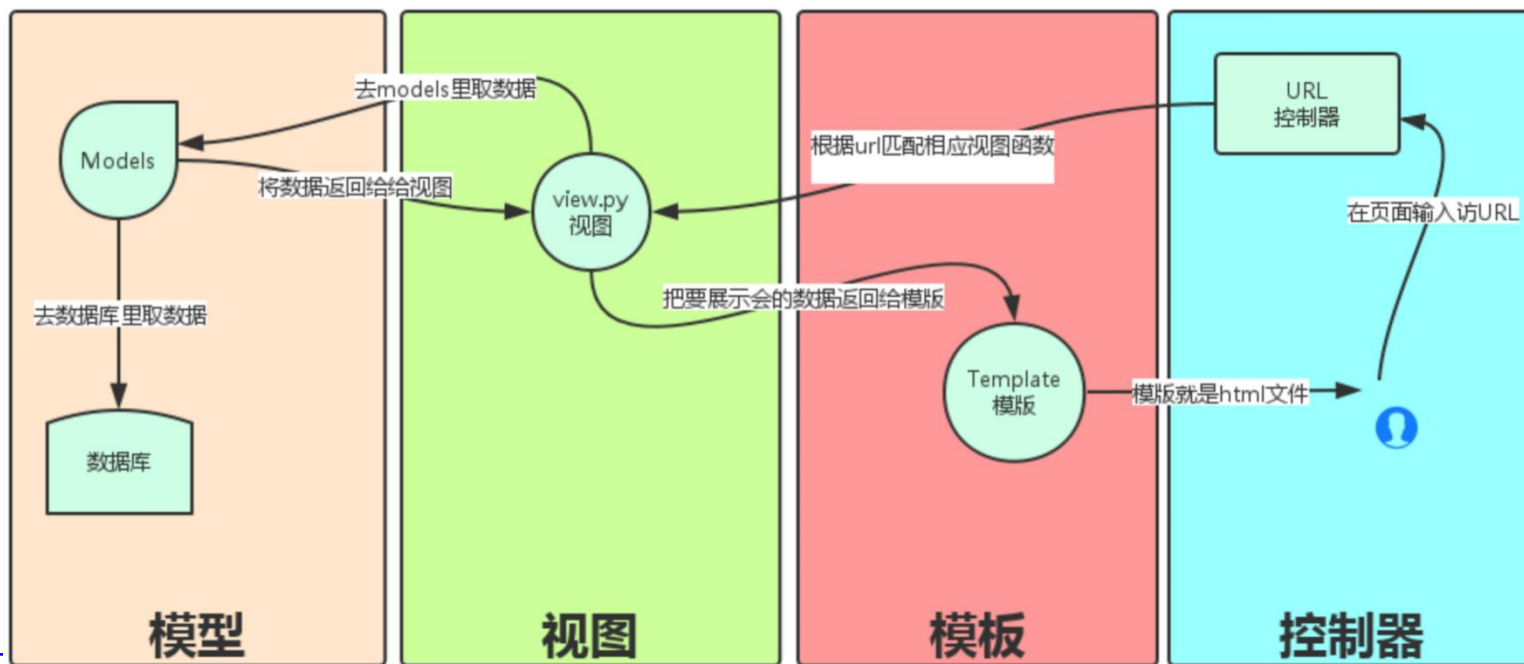 去models里取数据
URL
控制器
根据url匹配相应视图函数
Models
将数据返回给给视图
view.py
视图
在页面输入访URL
把要展示会的数据返回给模版
去数据库里取数据
Template
模版
模版就是html文件
数据库
模型
视图
模板
控制器